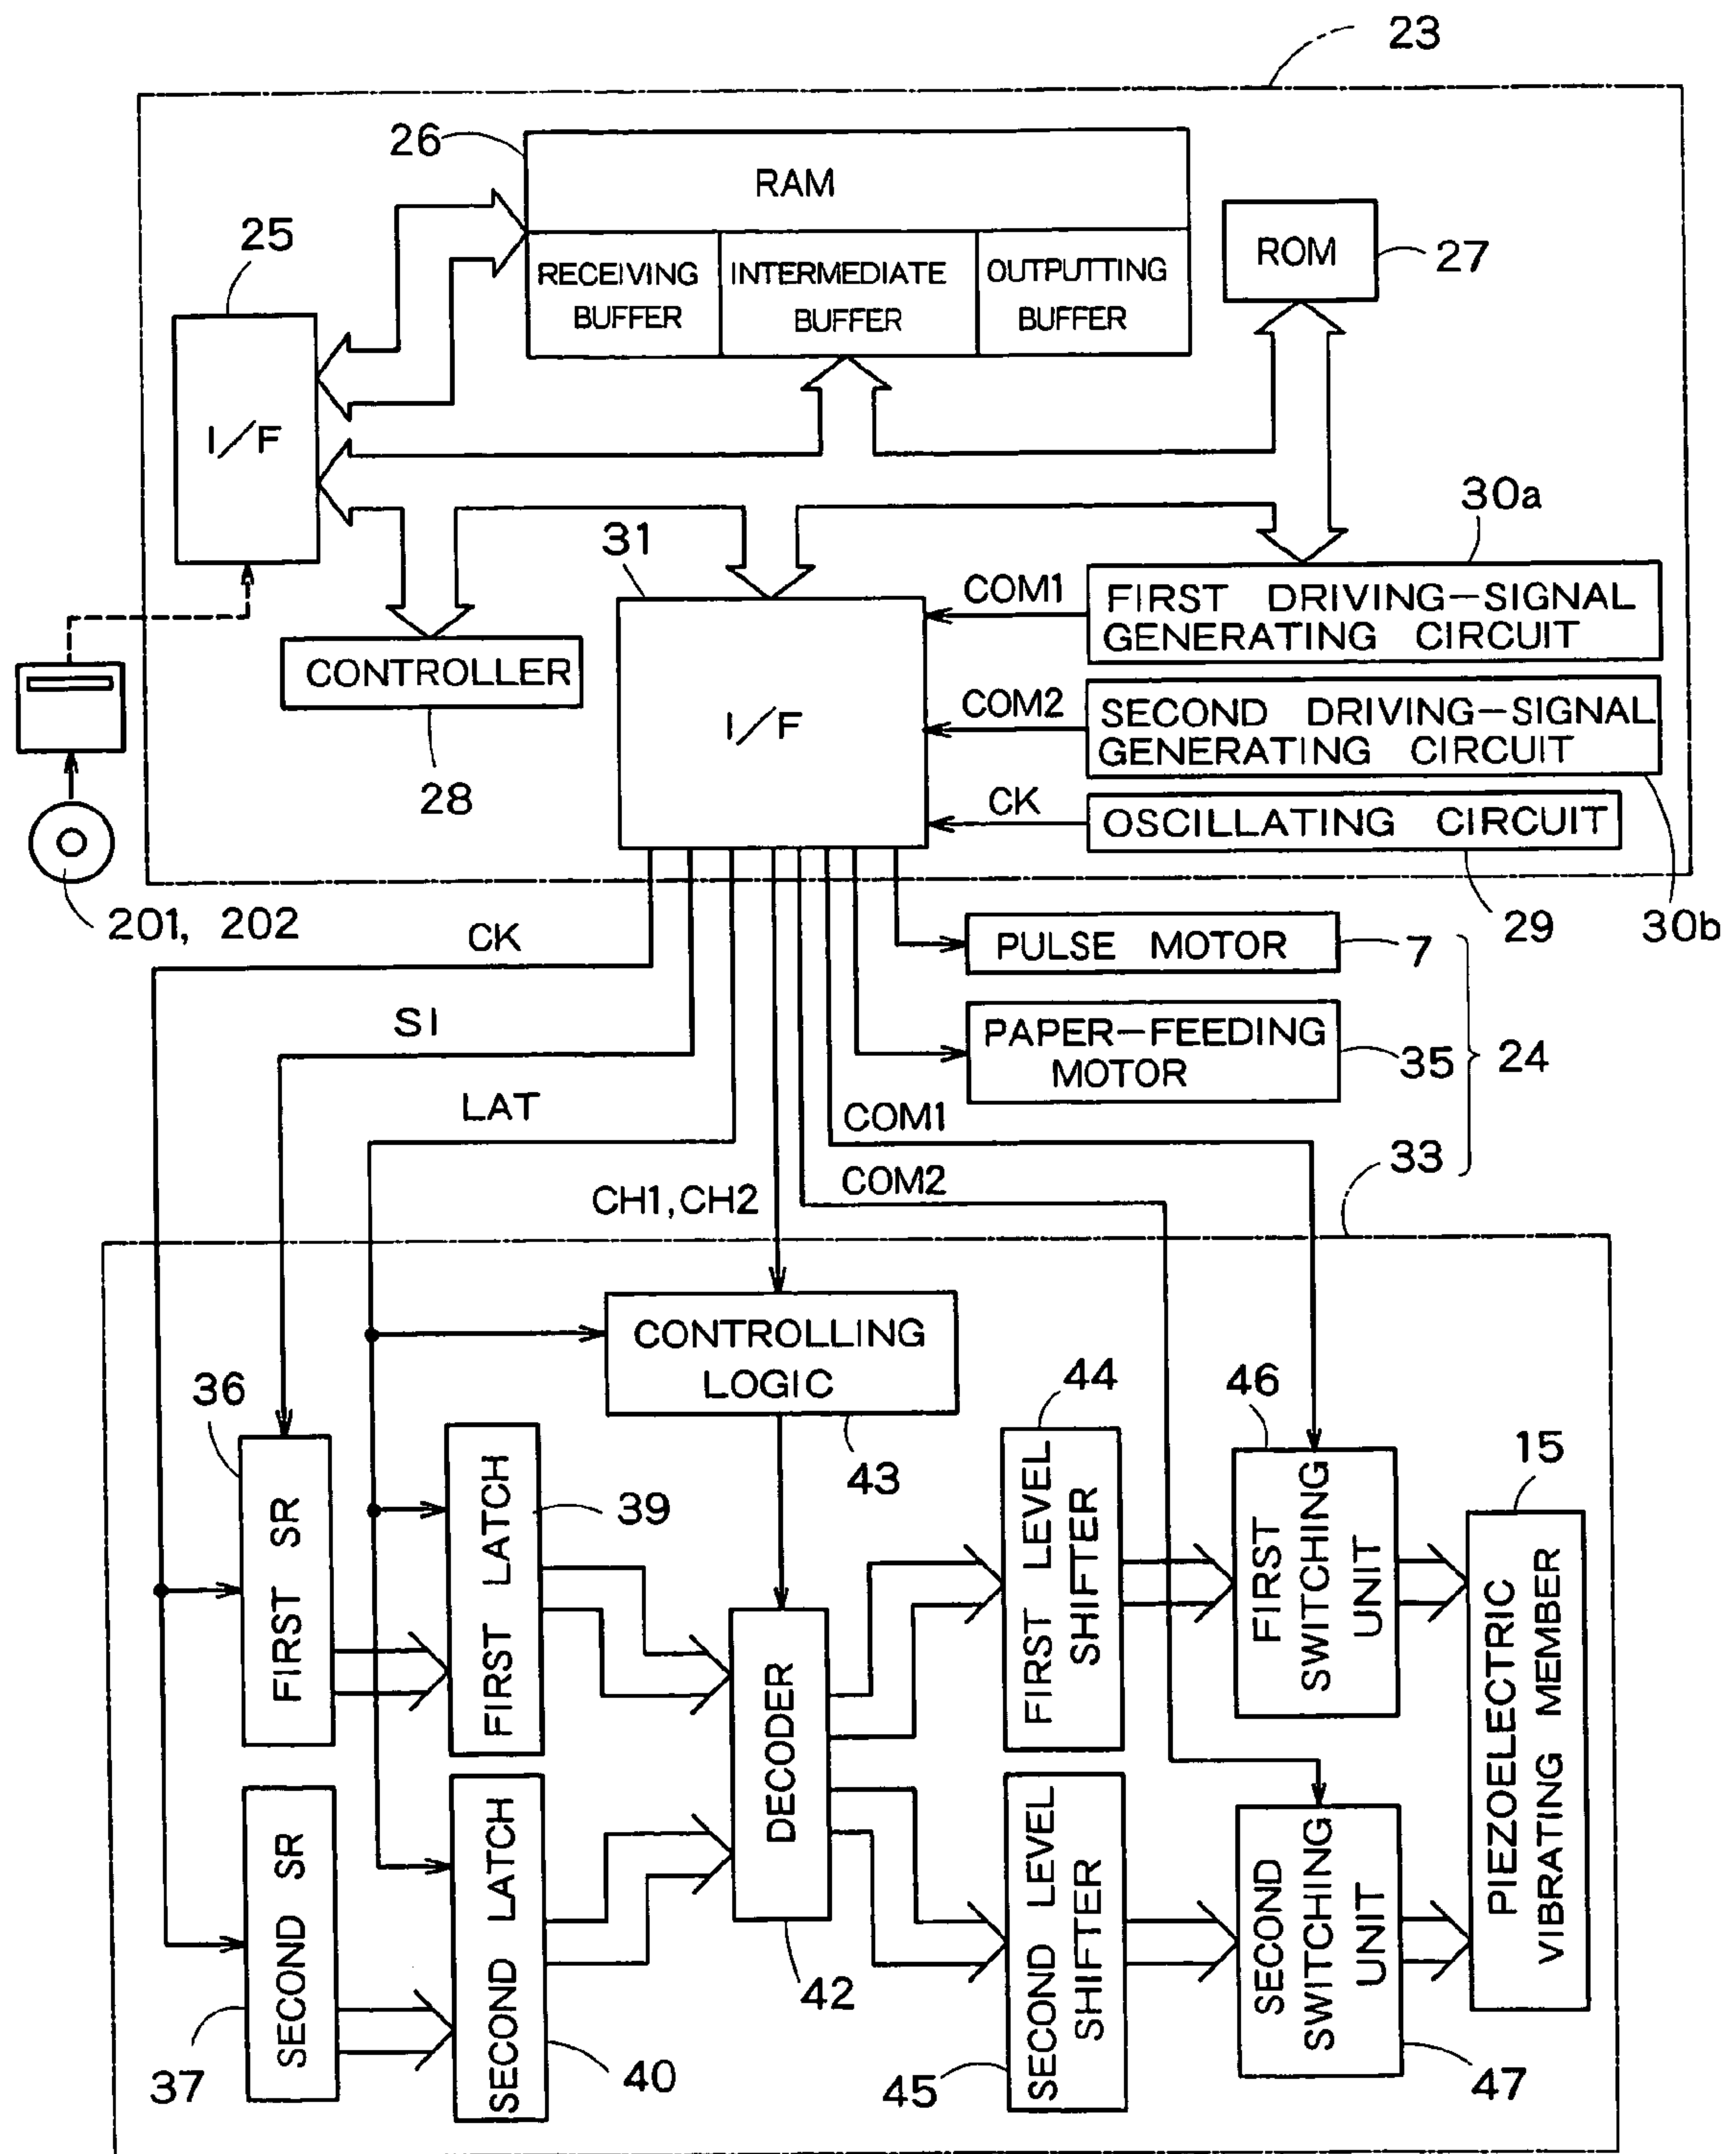 23
26
RAM
25
RECEIVING
BUFFER
INTERMEDIATE
BUFFER
OUTPUTTING
BUFFER
ROM
27
I/F
30a
31
COM1
FIRST DRIVING-SIGNAL
GENERATING CIRCUIT
CONTROLLER
I/F
COM2
SECOND DRIVING-SIGNAL
GENERATING CIRCUIT
28
CK
OSCILLATING CIRCUIT
201, 202
29
30b
CK
PULSE MOTOR
7
SI
PAPER-FEEDING
MOTOR
35
24
LAT
COM1
33
COM2
CH1,CH2
CONTROLLING
LOGIC
36
44
46
43
15
39
FIRST SR
FIRST LATCH
FIRST LEVEL
SHIFTER
FIRST
SWITCHING
UNIT
DECODER
PIEZOELECTRIC
VIBRATING MEMBER
SECOND SR
SECOND LATCH
SECOND LEVEL
SHIFTER
SECOND
SWITCHING
UNIT
42
37
40
45
47